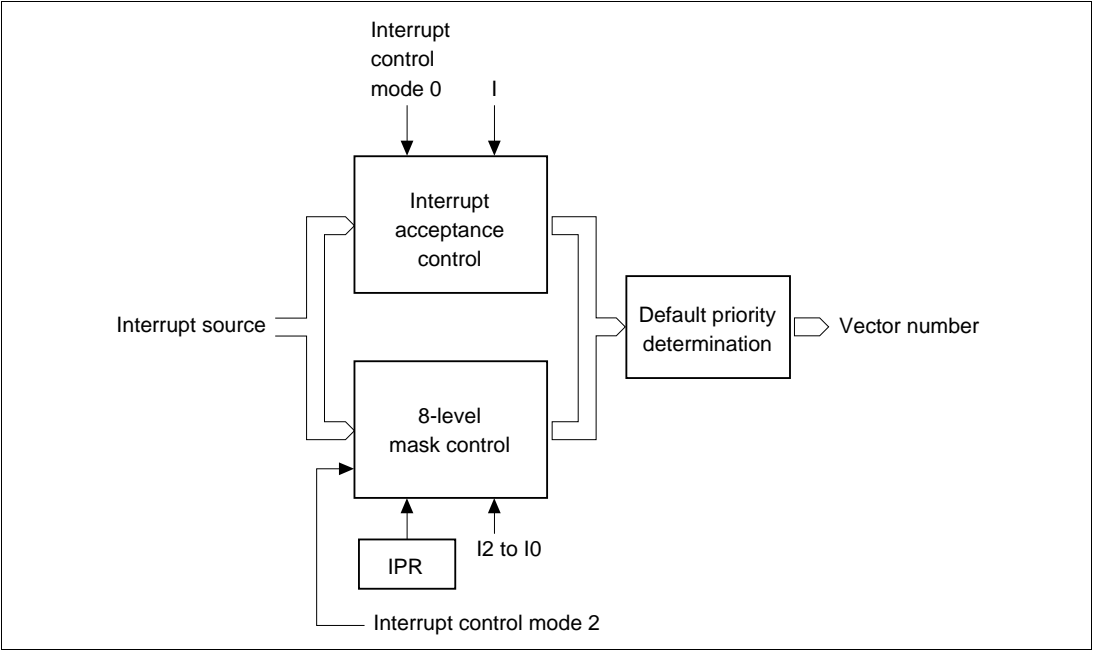 Interrupt
control
mode 0
I
Interrupt
acceptance
control
Interrupt source
Default priority
determination
Vector number
8-level
mask control
I2 to I0
IPR
Interrupt control mode 2